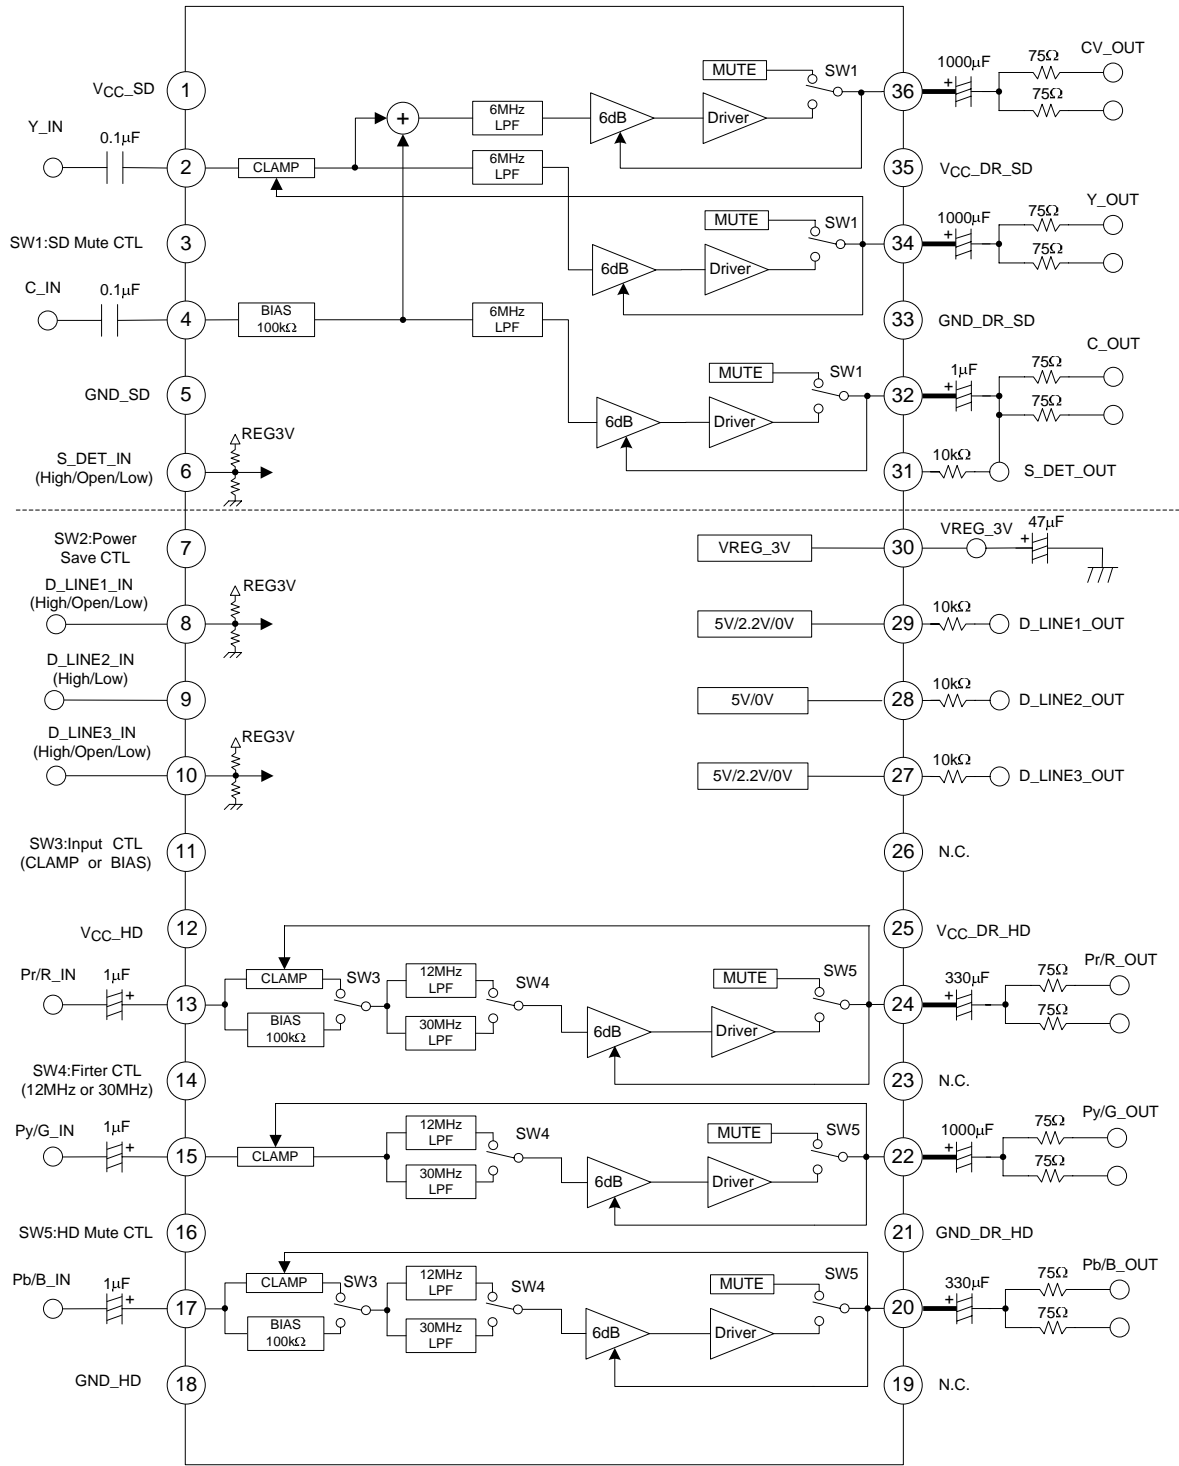 CV_OUT
1000µF
75Ω
MUTE
SW1
36
+
75Ω
VCC_SD
1
6MHz
LPF
6dB
Driver
Y_IN
0.1µF
+
2
CLAMP
6MHz
LPF
35
VCC_DR_SD
Y_OUT
1000µF
75Ω
MUTE
SW1
SW1:SD Mute CTL
3
34
+
75Ω
6dB
Driver
C_IN
0.1µF
4
BIAS
100kΩ
6MHz
LPF
33
GND_DR_SD
C_OUT
1µF
75Ω
MUTE
SW1
GND_SD
5
32
+
75Ω
6dB
Driver
REG3V
S_DET_IN
(High/Open/Low)
6
31
10kΩ
S_DET_OUT
SW2:Power
Save CTL
7
VREG_3V
30
VREG_3V
47µF
+
D_LINE1_IN
(High/Open/Low)
REG3V
8
5V/2.2V/0V
29
10kΩ
D_LINE1_OUT
D_LINE2_IN
(High/Low)
9
5V/0V
28
10kΩ
D_LINE2_OUT
D_LINE3_IN
(High/Open/Low)
REG3V
10
5V/2.2V/0V
27
10kΩ
D_LINE3_OUT
SW3:Input CTL
(CLAMP or BIAS)
11
26
N.C.
VCC_HD
12
25
VCC_DR_HD
Pr/R_IN
1µF
+
13
CLAMP
BIAS
100kΩ
SW3
12MHz
LPF
30MHz
LPF
SW4
6dB
Driver
MUTE
SW5
24
330µF
+
75Ω
75Ω
Pr/R_OUT
SW4:Firter CTL
(12MHz or 30MHz)
14
23
N.C.
Py/G_IN
1µF
+
15
CLAMP
12MHz
LPF
30MHz
LPF
SW4
6dB
Driver
MUTE
SW5
22
1000µF
+
75Ω
75Ω
Py/G_OUT
SW5:HD Mute CTL
16
21
GND_DR_HD
Pb/B_IN
1µF
+
17
CLAMP
BIAS
100kΩ
SW3
12MHz
LPF
30MHz
LPF
SW4
6dB
Driver
MUTE
SW5
20
330µF
+
75Ω
75Ω
Pb/B_OUT
GND_HD
18
19
N.C.